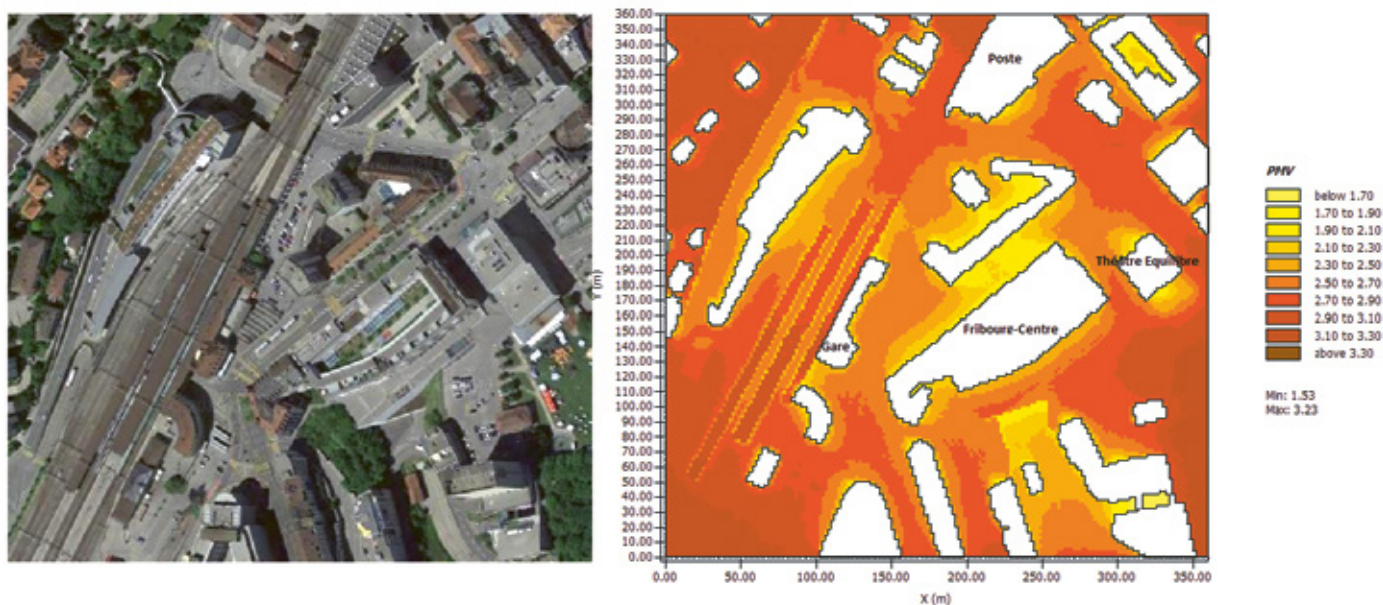 360.00
350.00
340.00
330.00
320.00
310.00
300.00
290.00
280.00
270.00
260.00
250.00
240.00
230.00
220.00
210.00
200.00
190.00
180.00
170.00
160.00
150.00
140.00
130.00
120.00
110.00
100.00
90.00
80.00
70.00
60.00
50.00
40.00
30.00
20.00
10.00
0.00
Y (m)
0.00 50.00 100.00 150.00 200.00 250.00 300.00 350.00
X (m)
Poste
Théâtre Equilibre
Fribourg-Centre
Gare
PMV
below 1.70
1.70 to 1.90
1.90 to 2.10
2.10 to 2.30
2.30 to 2.50
2.50 to 2.70
2.70 to 2.90
2.90 to 3.10
3.10 to 3.30
above 3.30
Min: 1.53
Max: 3.23